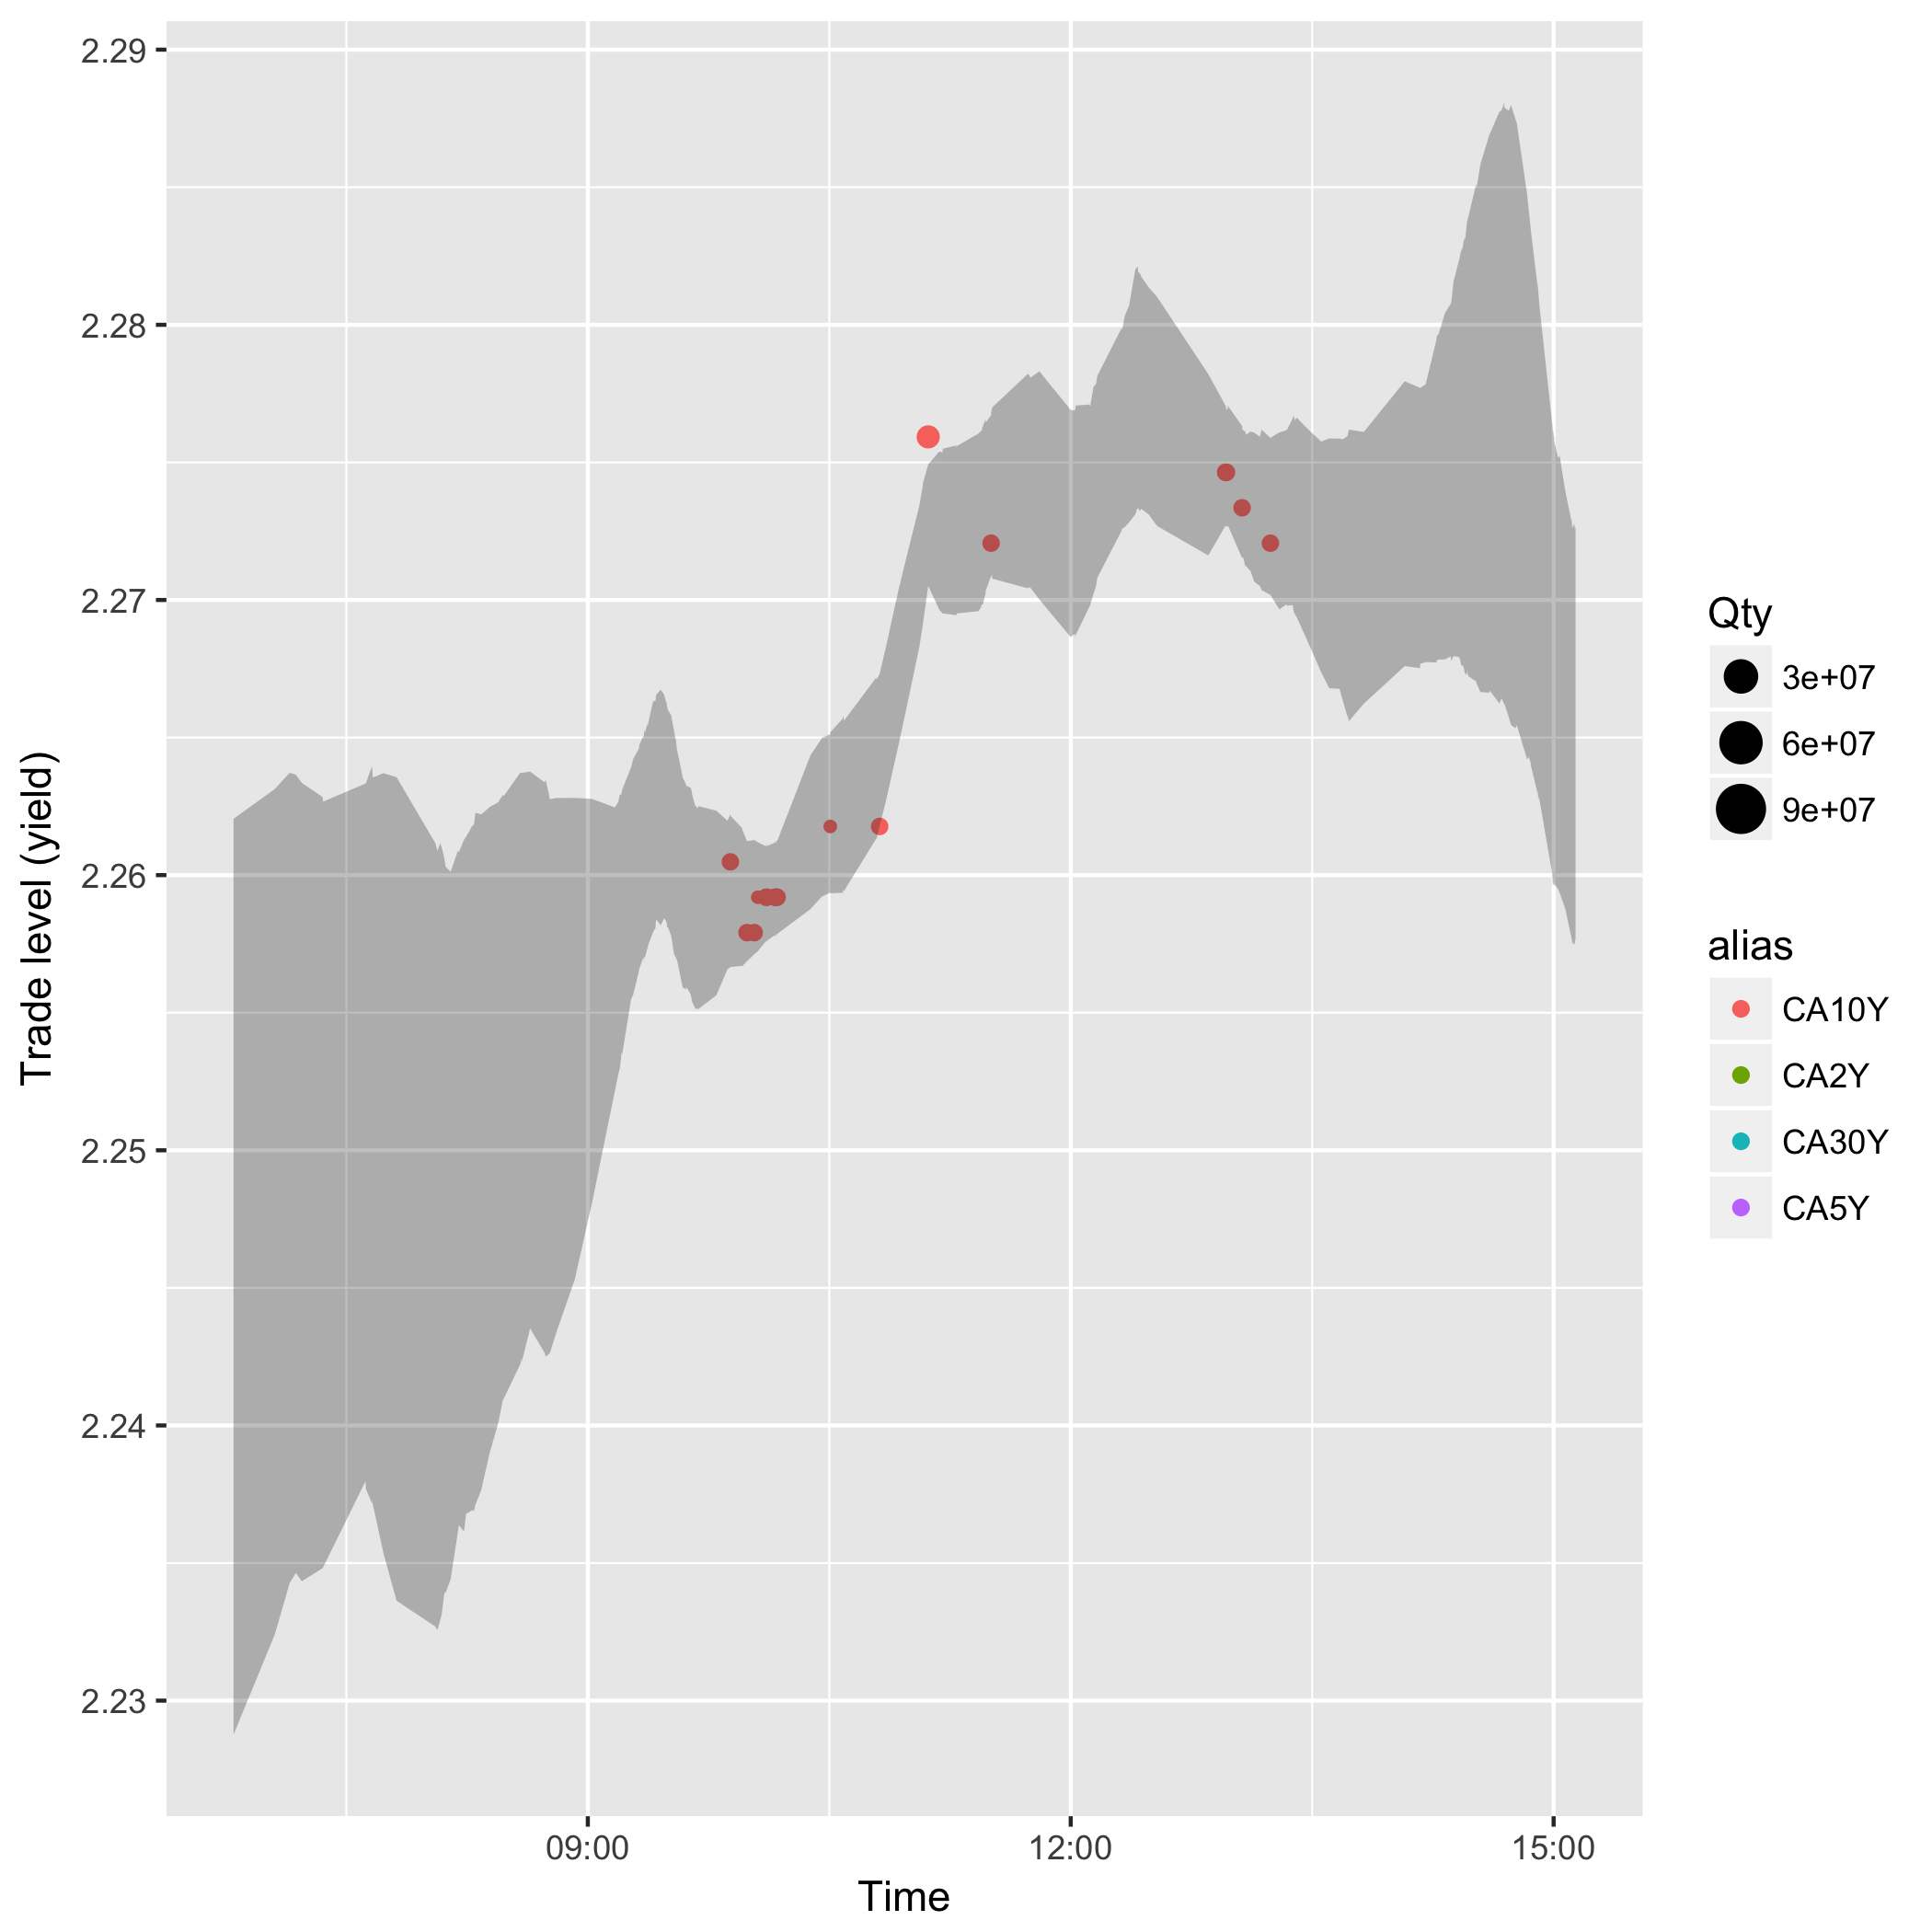 2.29
2.28
2.27
2.26
2.25
2.24
2.23
Trade level (yield)
09:00
12:00
15:00
Time
Qty
3e+07
6e+07
9e+07
alias
CA10Y
CA2Y
CA30Y
CA5Y